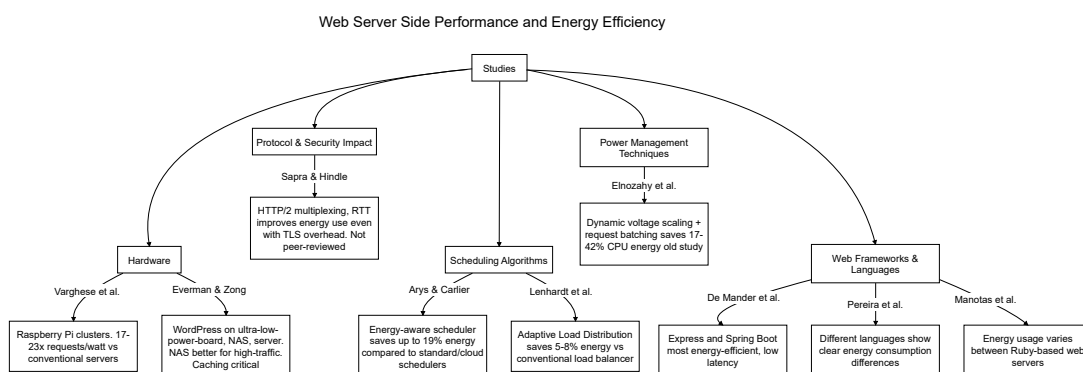 Web Server Side Performance and Energy Efficiency
Studies
Protocol & Security Impact
Power Management
Techniques
Sapra & Hindle
Elnozahy et al.
HTTP/2 multiplexing, RTT
improves energy use even
with TLS overhead. Not
peer-reviewed
Dynamic voltage scaling +
request batching saves 17-
42% CPU energy old study
Hardware
Scheduling Algorithms
Web Frameworks &
Languages
Varghese et al.
Everman & Zong
Arys & Carlier
Lenhardt et al.
De Mander et al.
Pereira et al.
Manotas et al.
Raspberry Pi clusters. 17-
23x requests/watt vs
conventional servers
WordPress on ultra-low-
power-board, NAS, server.
NAS better for high-traffic.
Caching critical
Energy-aware scheduler
saves up to 19% energy
compared to standard/cloud
schedulers
Adaptive Load Distribution
saves 5-8% energy vs
conventional load balancer
Express and Spring Boot
most energy-efficient, low
latency
Different languages show
clear energy consumption
differences
Energy usage varies
between Ruby-based web
servers